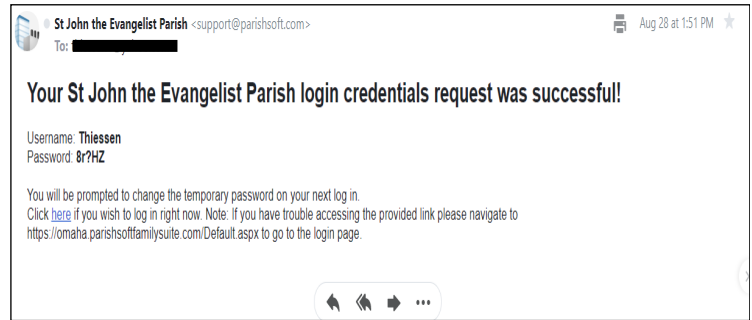 St John the Evangelist Parish <support@parishsoft.com>
Aug 28 at 1:51 PM
To:
Your St John the Evangelist Parish login credentials request was successful!
Username: Thiessen
Password: 8r?HZ
You will be prompted to change the temporary password on your next log in.
Click here if you wish to log in right now. Note: If you have trouble accessing the provided link please navigate to
https://omaha.parishsoftfamilysuite.com/Default.aspx to go to the login page.